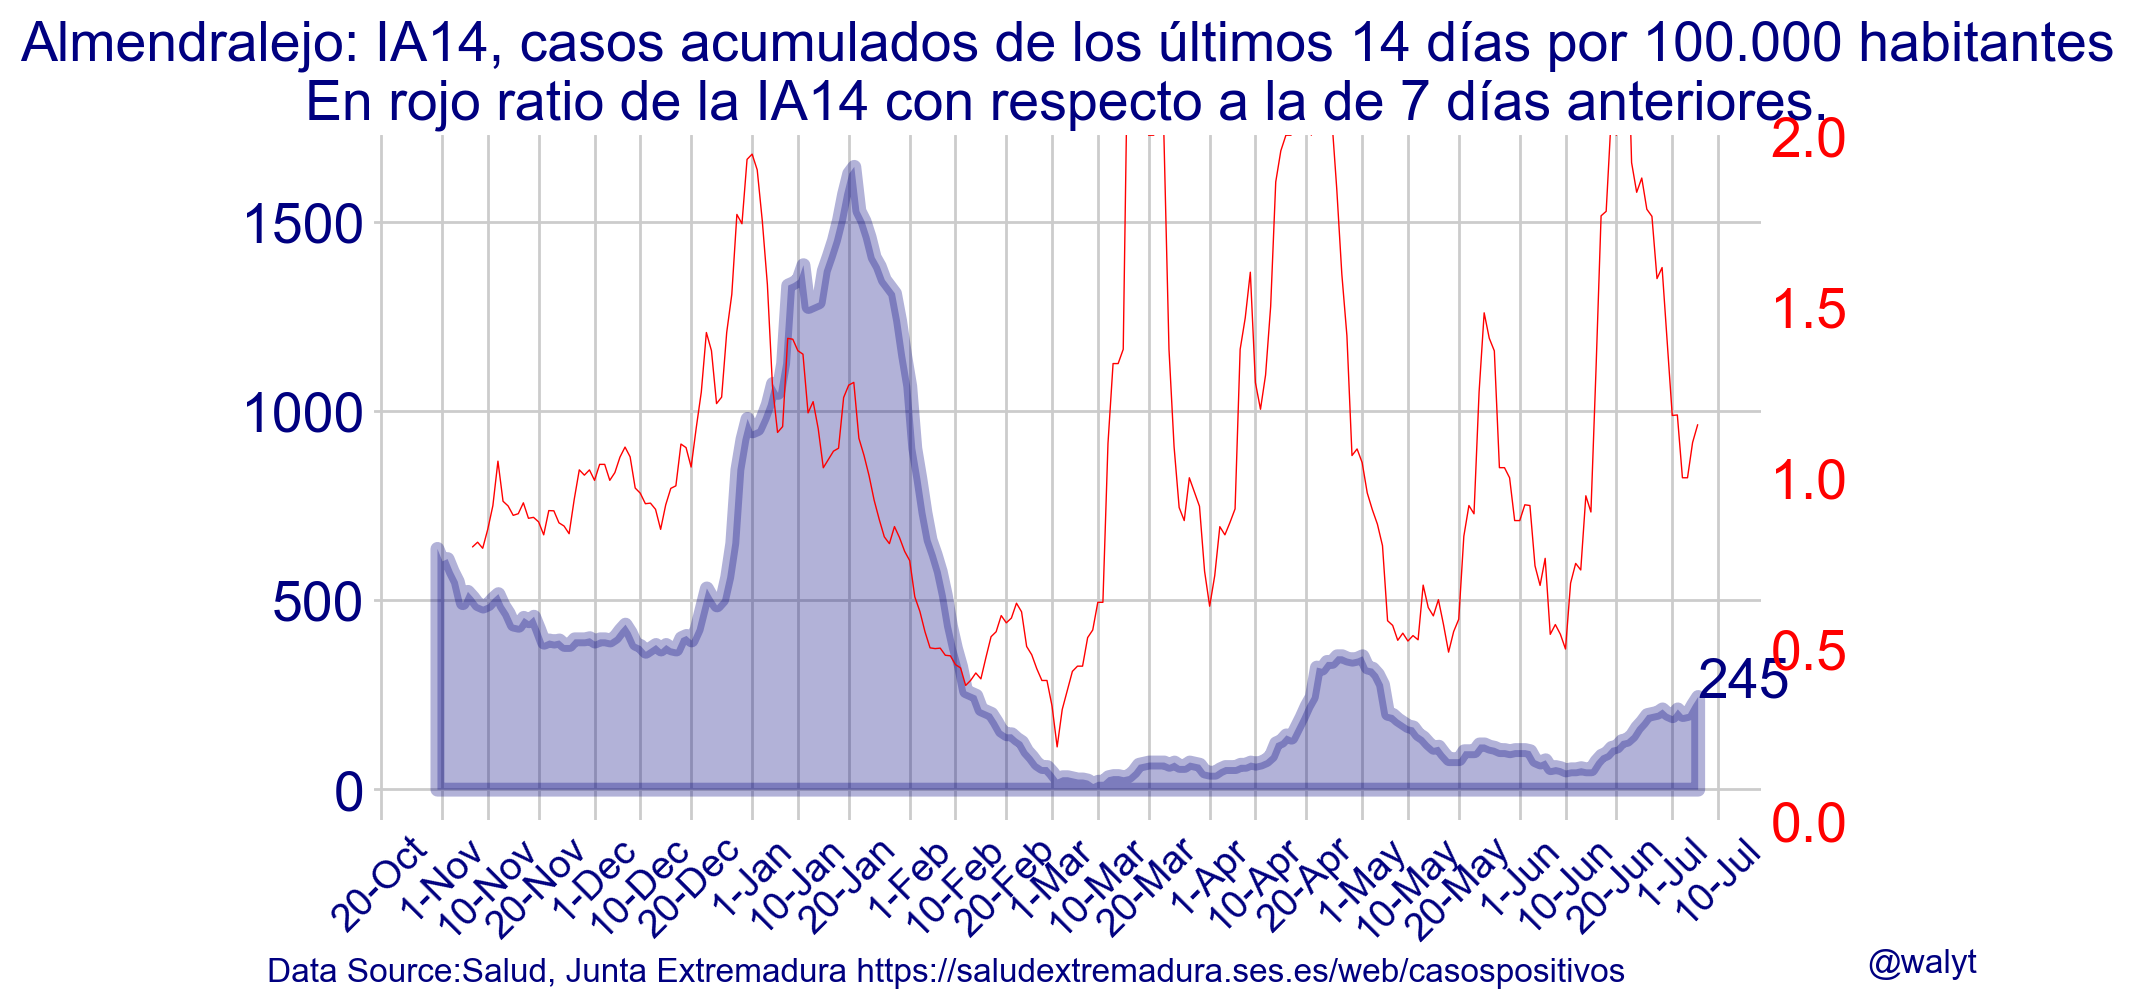 Almendralejo: IA14, casos acumulados de los últimos 14 días por 100.000 habitantes
En rojo ratio de la IA14 con respecto a la de 7 días anteriores.
2.0
1500
1.5
1000
1.0
500
0.5
245
0
0.0
20-Oct
1-Nov
10-Nov
20-Nov
1-Dec
10-Dec
20-Dec
1-Jan
10-Jan
20-Jan
1-Feb
10-Feb
20-Feb
1-Mar
10-Mar
20-Mar
1-Apr
10-Apr
20-Apr
1-May
10-May
20-May
1-Jun
10-Jun
20-Jun
1-Jul
10-Jul
Data Source:Salud, Junta Extremadura https://saludextremadura.ses.es/web/casospositivos
@walyt